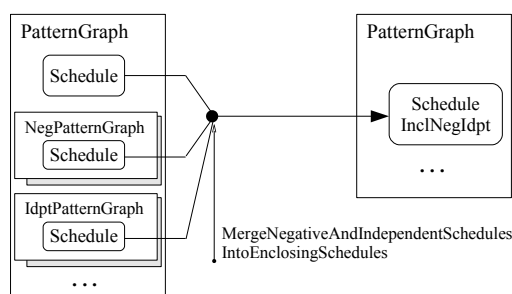 PatternGraph
Schedule
NegPatternGraph
Schedule
IdptPatternGraph
Schedule
...
MergeNegativeAndIndependentSchedules
IntoEnclosingSchedules
PatternGraph
Schedule
InclNegIdpt
...